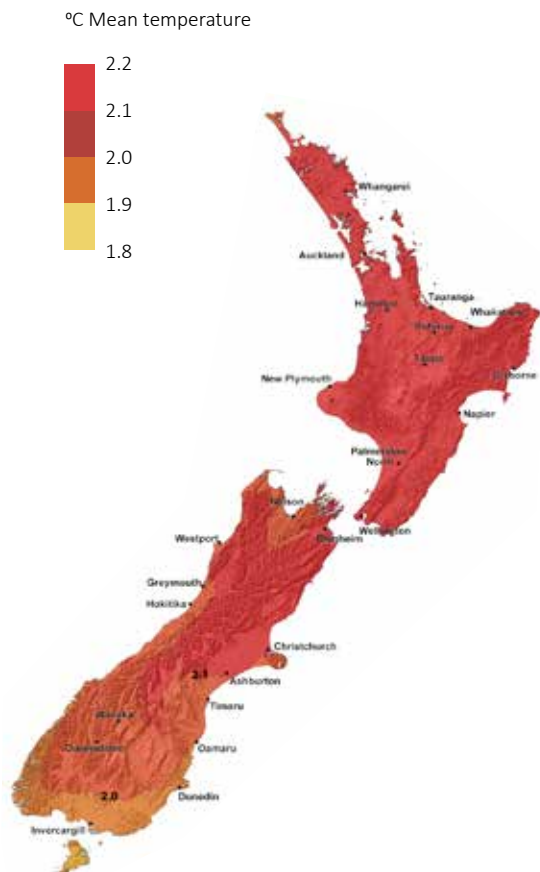 ºC Mean temperature
2.2
2.1
2.0
1.9
1.8
Whangarei
Auckland
Hamilton
Tauranga
Whakatane
Rotorua
Taupo
Gisborne
New Plymouth
Napier
Palmerston
North
Nelson
Wellington
Blenheim
Westport
Greymouth
Hokitika
Christchurch
2.1
Ashburton
Timaru
Wanaka
Queenstown
Oamaru
2.0
Dunedin
Invercargill